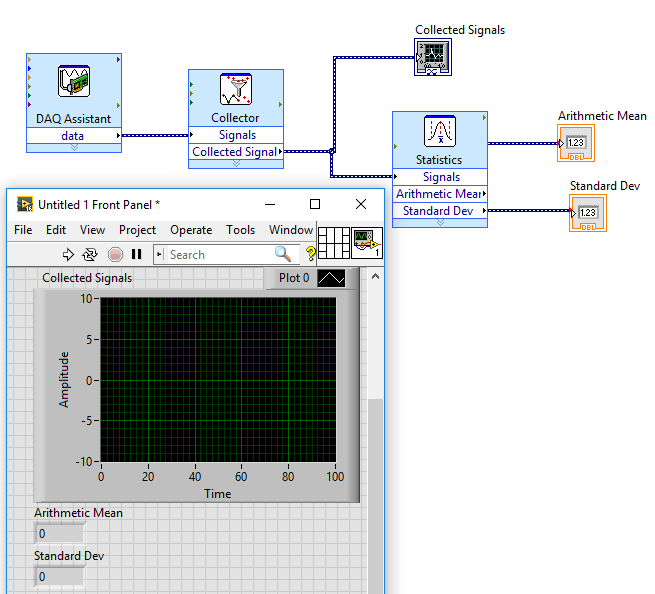 Collected Signals
DAQ Assistant
data
Collector
Signals
Collected Signal
Statistics
Signals
Arithmetic Mear
Standard Dev
Arithmetic Mean
1.23
DBL
Standard Dev
1.23
DBL
Untitled 1 Front Panel *
File Edit View Project Operate Tools Window
Search ? 1
Collected Signals Plot 0
Amplitude
10
5
0
-5
-10
0 20 40 60 80 100
Time
Arithmetic Mean
0
Standard Dev
0